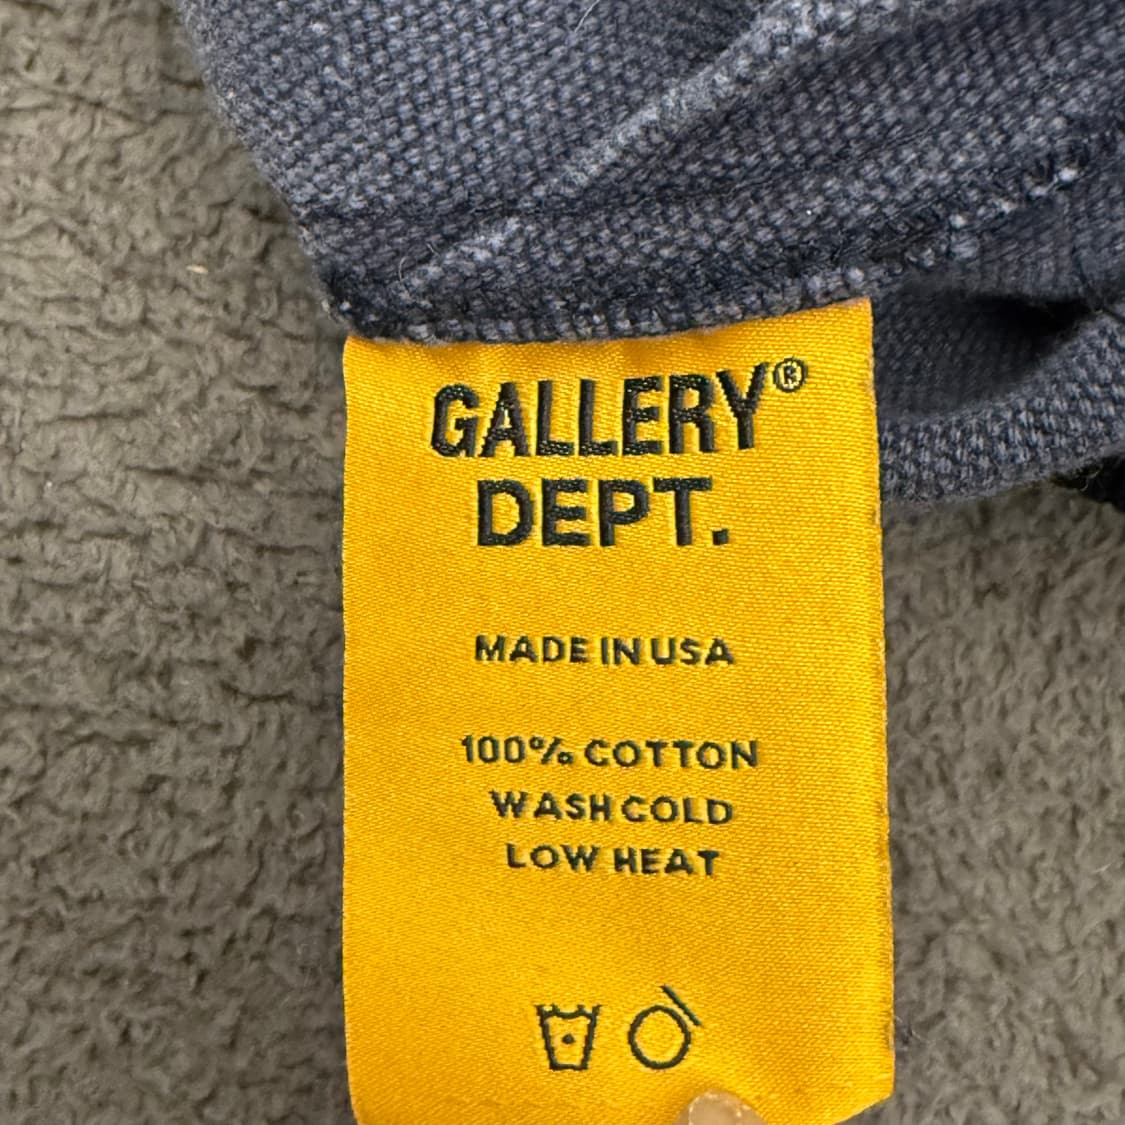 GALLERY®
DEPT.
MADE IN USA
100% COTTON
WASH COLD
LOW HEAT